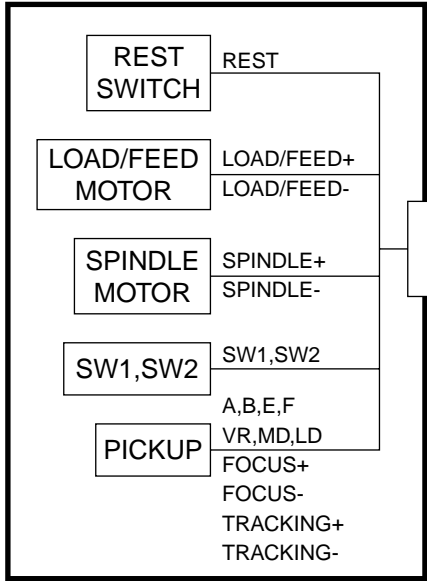 REST
SWITCH
REST
LOAD/FEED
MOTOR
LOAD/FEED+
LOAD/FEED-
SPINDLE
MOTOR
SPINDLE+
SPINDLE-
SW1,SW2
SW1,SW2
PICKUP
A,B,E,F
VR,MD,LD
FOCUS+
FOCUS-
TRACKING+
TRACKING-